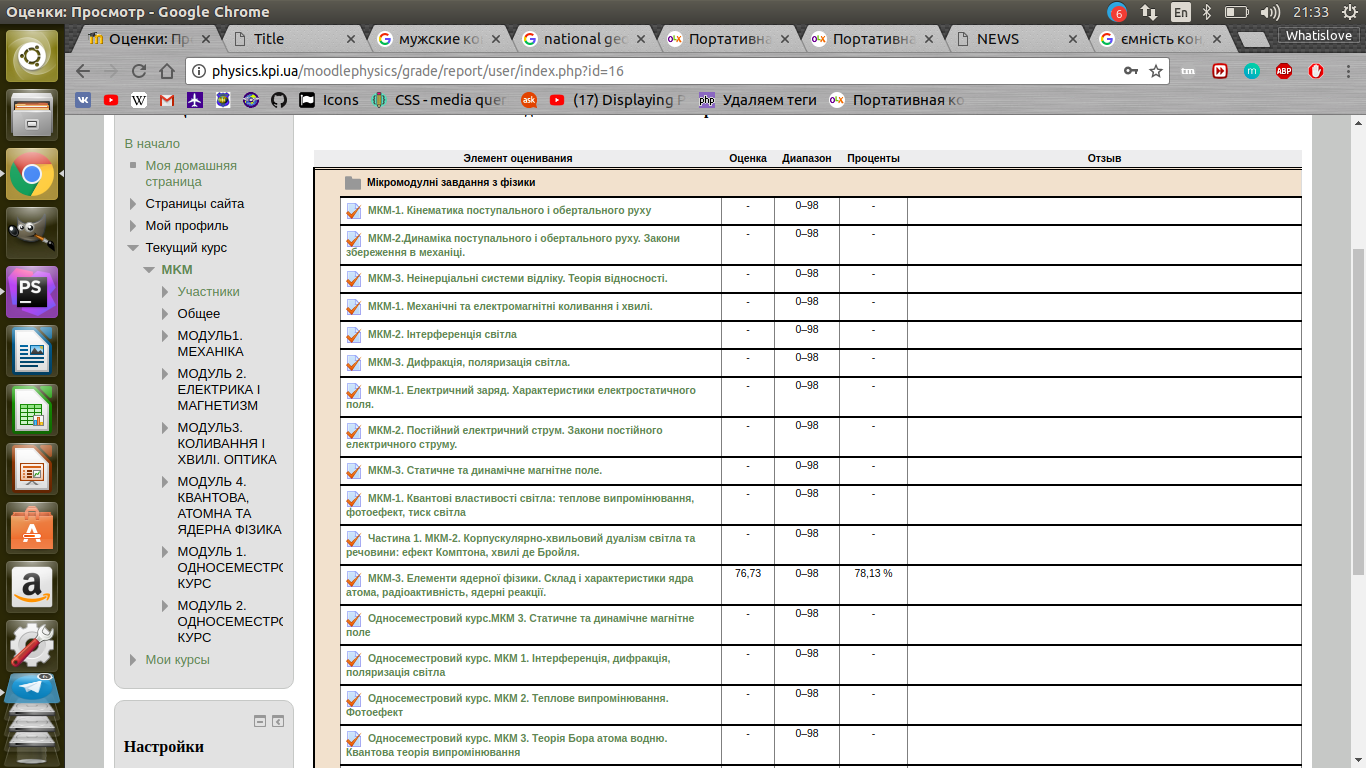 Оценки: Просмотр - Google Chrome
6
En
21:33
Оценки: Пр
Title
мужские ко
national geo
Портативна
Портативна
NEWS
ємність кон
Whatislove
physics.kpi.ua/moodlephysics/grade/report/user/index.php?id=16
Icons
CSS - media quer
(17) Displaying P
Удаляем теги
Портативная ко
В начало
Моя домашняя
страница
Страницы сайта
Мой профиль
Текущий курс
МКМ
Участники
Общее
МОДУЛЬ1.
МЕХАНІКА
МОДУЛЬ 2.
ЕЛЕКТРИКА І
МАГНЕТИЗМ
МОДУЛЬ3.
КОЛИВАННЯ І
ХВИЛІ. ОПТИКА
МОДУЛЬ 4.
КВАНТОВА,
АТОМНА ТА
ЯДЕРНА ФІЗИКА
МОДУЛЬ 1.
ОДНОСЕМЕСТРО
КУРС
МОДУЛЬ 2.
ОДНОСЕМЕСТРО
КУРС
Мои курсы
Настройки
Элемент оценивания Оценка Диапазон Проценты Отзыв
Мікромодулні завдання з фізики
МКМ-1. Кінематика поступального і обертального руху - 0–98 -
МКМ-2.Динаміка поступального і обертального руху. Закони - 0–98 -
збереження в механіці.
МКМ-3. Неінерціальні системи відліку. Теорія відносності. - 0–98 -
МКМ-1. Механічні та електромагнітні коливання і хвилі. - 0–98 -
МКМ-2. Інтерференція світла - 0–98 -
МКМ-3. Дифракція, поляризація світла. - 0–98 -
МКМ-1. Електричний заряд. Характеристики електростатичного - 0–98 -
поля.
МКМ-2. Постійний електричний струм. Закони постійного - 0–98 -
електричного струму.
МКМ-3. Статичне та динамічне магнітне поле. - 0–98 -
МКМ-1. Квантові властивості світла: теплове випромінювання, - 0–98 -
фотоефект, тиск світла
Частина 1. МКМ-2. Корпускулярно-хвильовий дуалізм світла та - 0–98 -
речовини: ефект Комптона, хвилі де Бройля.
МКМ-3. Елементи ядерної фізики. Склад і характеристики ядра 76,73 0–98 78,13 %
атома, радіоактивність, ядерні реакції.
Односеместровий курс.МКМ 3. Статичне та динамічне магнітне - 0–98 -
поле
Односеместровий курс. МКМ 1. Інтерференція, дифракція, - 0–98 -
поляризація світла
Односеместровий курс. МКМ 2. Теплове випромінювання. - 0–98 -
Фотоефект
Односеместровий курс. МКМ 3. Теорія Бора атома водню. - 0–98 -
Квантова теорія випромінювання